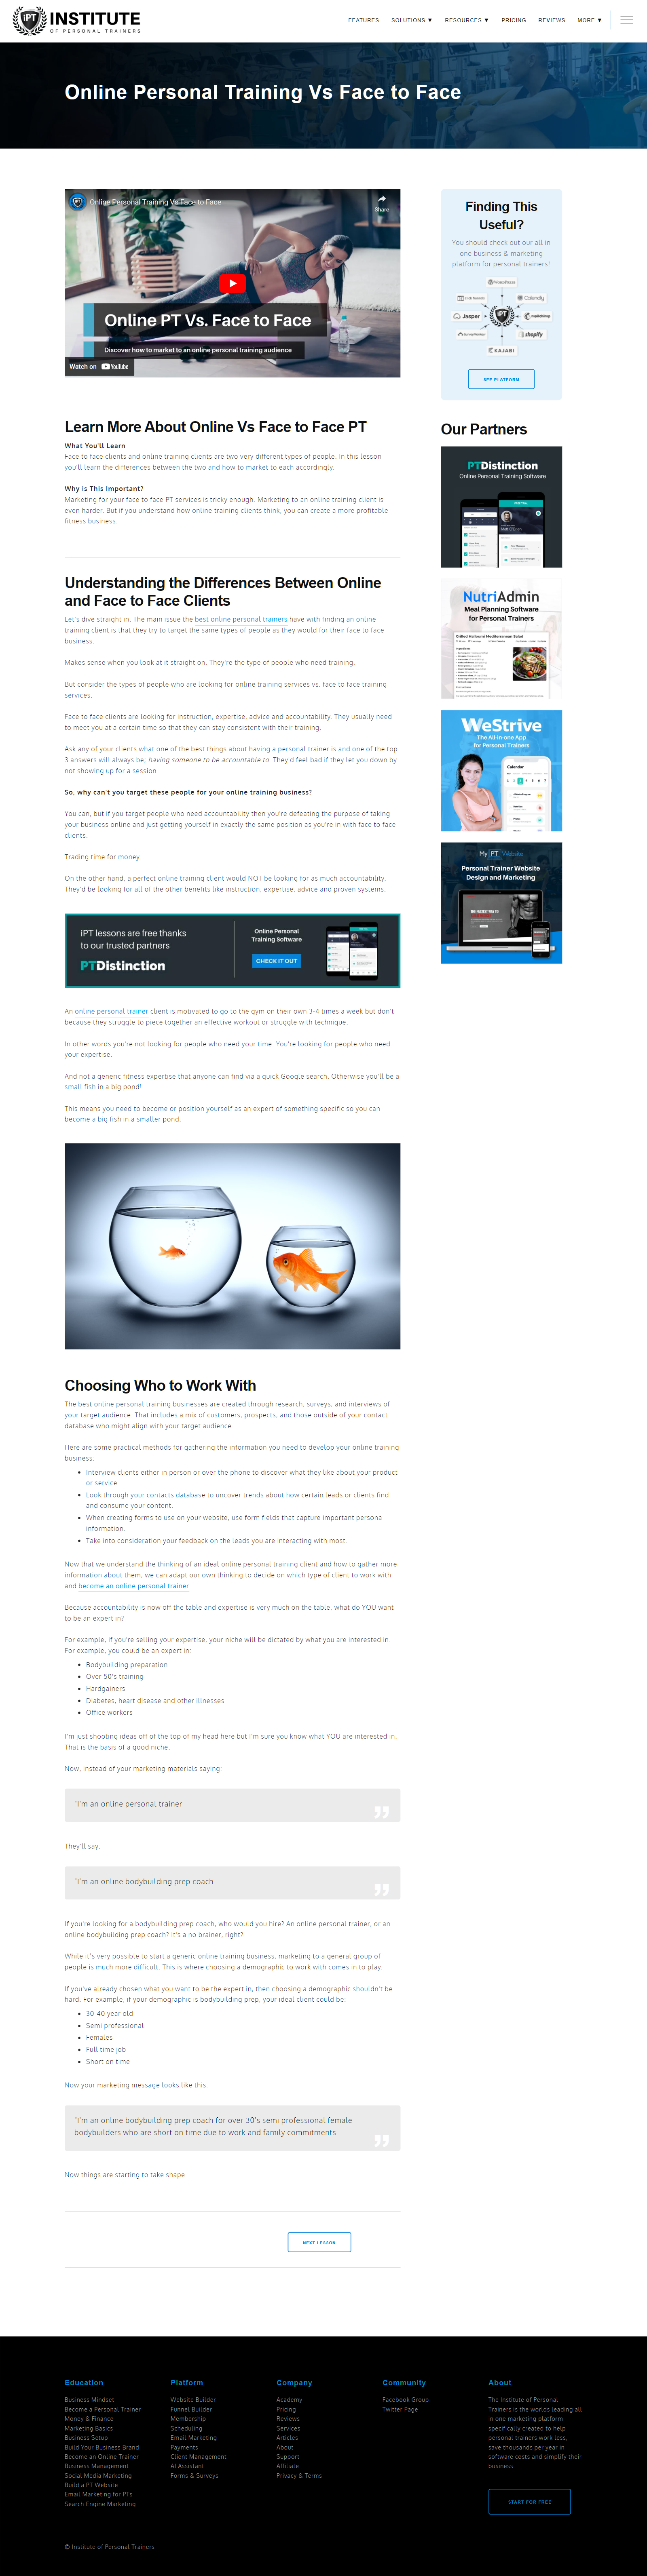 IPT INSTITUTE
OF PERSONAL TRAINERS
FEATURES SOLUTIONS ▼ RESOURCES ▼ PRICING REVIEWS MORE ▼
Online Personal Training Vs Face to Face
Online Personal Training Vs Face to Face
Share
Online PT Vs. Face to Face
Discover how to market to an online personal training audience
Watch on YouTube
Finding This
Useful?
You should check out our all in
one business & marketing
platform for personal trainers!
Calendly
Jasper
mailchimp
shopify
KAJABI
SEE PLATFORM
Our Partners
PTDistinction
Online Personal Training Software
NutriAdmin
Meal Planning Software
for Personal Trainers
WeStrive
The All-in-one App
for Personal Trainers
Calendar
My PT Website
Personal Trainer Website
Design and Marketing
Learn More About Online Vs Face to Face PT
What You'll Learn
Face to face clients and online training clients are two very different types of people. In this lesson
you'll learn the differences between the two and how to market to each accordingly.
Why is This Important?
Marketing for your face to face PT services is tricky enough. Marketing to an online training client is
even harder. But if you understand how online training clients think, you can create a more profitable
fitness business.
Understanding the Differences Between Online
and Face to Face Clients
Let's dive straight in. The main issue the best online personal trainers have with finding an online
training client is that they try to target the same types of people as they would for their face to face
business.
Makes sense when you look at it straight on. They're the type of people who need training.
But consider the types of people who are looking for online training services vs. face to face training
services.
Face to face clients are looking for instruction, expertise, advice and accountability. They usually need
to meet you at a certain time so that they can stay consistent with their training.
Ask any of your clients what one of the best things about having a personal trainer is and one of the top
3 answers will always be; having someone to be accountable to. They'd feel bad if they let you down by
not showing up for a session.
So, why can't you target these people for your online training business?
You can, but if you target people who need accountability then you're defeating the purpose of taking
your business online and just getting yourself in exactly the same position as you're in with face to face
clients.
Trading time for money.
On the other hand, a perfect online training client would NOT be looking for as much accountability.
They'd be looking for all of the other benefits like instruction, expertise, advice and proven systems.
iPT lessons are free thanks
to our trusted partners
PTDistinction
Online Personal
Training Software
CHECK IT OUT
An online personal trainer client is motivated to go to the gym on their own 3-4 times a week but don't
because they struggle to piece together an effective workout or struggle with technique.
In other words you're not looking for people who need your time. You're looking for people who need
your expertise.
And not a generic fitness expertise that anyone can find via a quick Google search. Otherwise you'll be a
small fish in a big pond!
This means you need to become or position yourself as an expert of something specific so you can
become a big fish in a smaller pond.
Choosing Who to Work With
The best online personal training businesses are created through research, surveys, and interviews of
your target audience. That includes a mix of customers, prospects, and those outside of your contact
database who might align with your target audience.
Here are some practical methods for gathering the information you need to develop your online training
business:
• Interview clients either in person or over the phone to discover what they like about your product
or service.
• Look through your contacts database to uncover trends about how certain leads or clients find
and consume your content.
• When creating forms to use on your website, use form fields that capture important persona
information.
• Take into consideration your feedback on the leads you are interacting with most.
Now that we understand the thinking of an ideal online personal training client and how to gather more
information about them, we can adapt our own thinking to decide on which type of client to work with
and become an online personal trainer.
Because accountability is now off the table and expertise is very much on the table, what do YOU want
to be an expert in?
For example, if you're selling your expertise, your niche will be dictated by what you are interested in.
For example, you could be an expert in:
• Bodybuilding preparation
• Over 50's training
• Hardgainers
• Diabetes, heart disease and other illnesses
• Office workers
I'm just shooting ideas off of the top of my head here but I'm sure you know what YOU are interested in.
That is the basis of a good niche.
Now, instead of your marketing materials saying:
"I'm an online personal trainer
They'll say:
"I'm an online bodybuilding prep coach
If you're looking for a bodybuilding prep coach, who would you hire? An online personal trainer, or an
online bodybuilding prep coach? It's a no brainer, right?
While it's very possible to start a generic online training business, marketing to a general group of
people is much more difficult. This is where choosing a demographic to work with comes in to play.
If you've already chosen what you want to be the expert in, then choosing a demographic shouldn't be
hard. For example, if your demographic is bodybuilding prep, your ideal client could be:
• 30-40 year old
• Semi professional
• Females
• Full time job
• Short on time
Now your marketing message looks like this:
"I'm an online bodybuilding prep coach for over 30's semi professional female
bodybuilders who are short on time due to work and family commitments
Now things are starting to take shape.
NEXT LESSON
Education
Business Mindset
Become a Personal Trainer
Money & Finance
Marketing Basics
Business Setup
Build Your Business Brand
Become an Online Trainer
Business Management
Social Media Marketing
Build a PT Website
Email Marketing for PTs
Search Engine Marketing
Platform
Website Builder
Funnel Builder
Membership
Scheduling
Email Marketing
Payments
Client Management
AI Assistant
Forms & Surveys
Company
Academy
Pricing
Reviews
Services
Articles
About
Support
Affiliate
Privacy & Terms
Community
Facebook Group
Twitter Page
About
The Institute of Personal
Trainers is the worlds leading all
in one marketing platform
specifically created to help
personal trainers work less,
save thousands per year in
software costs and simplify their
business.
START FOR FREE
© Institute of Personal Trainers